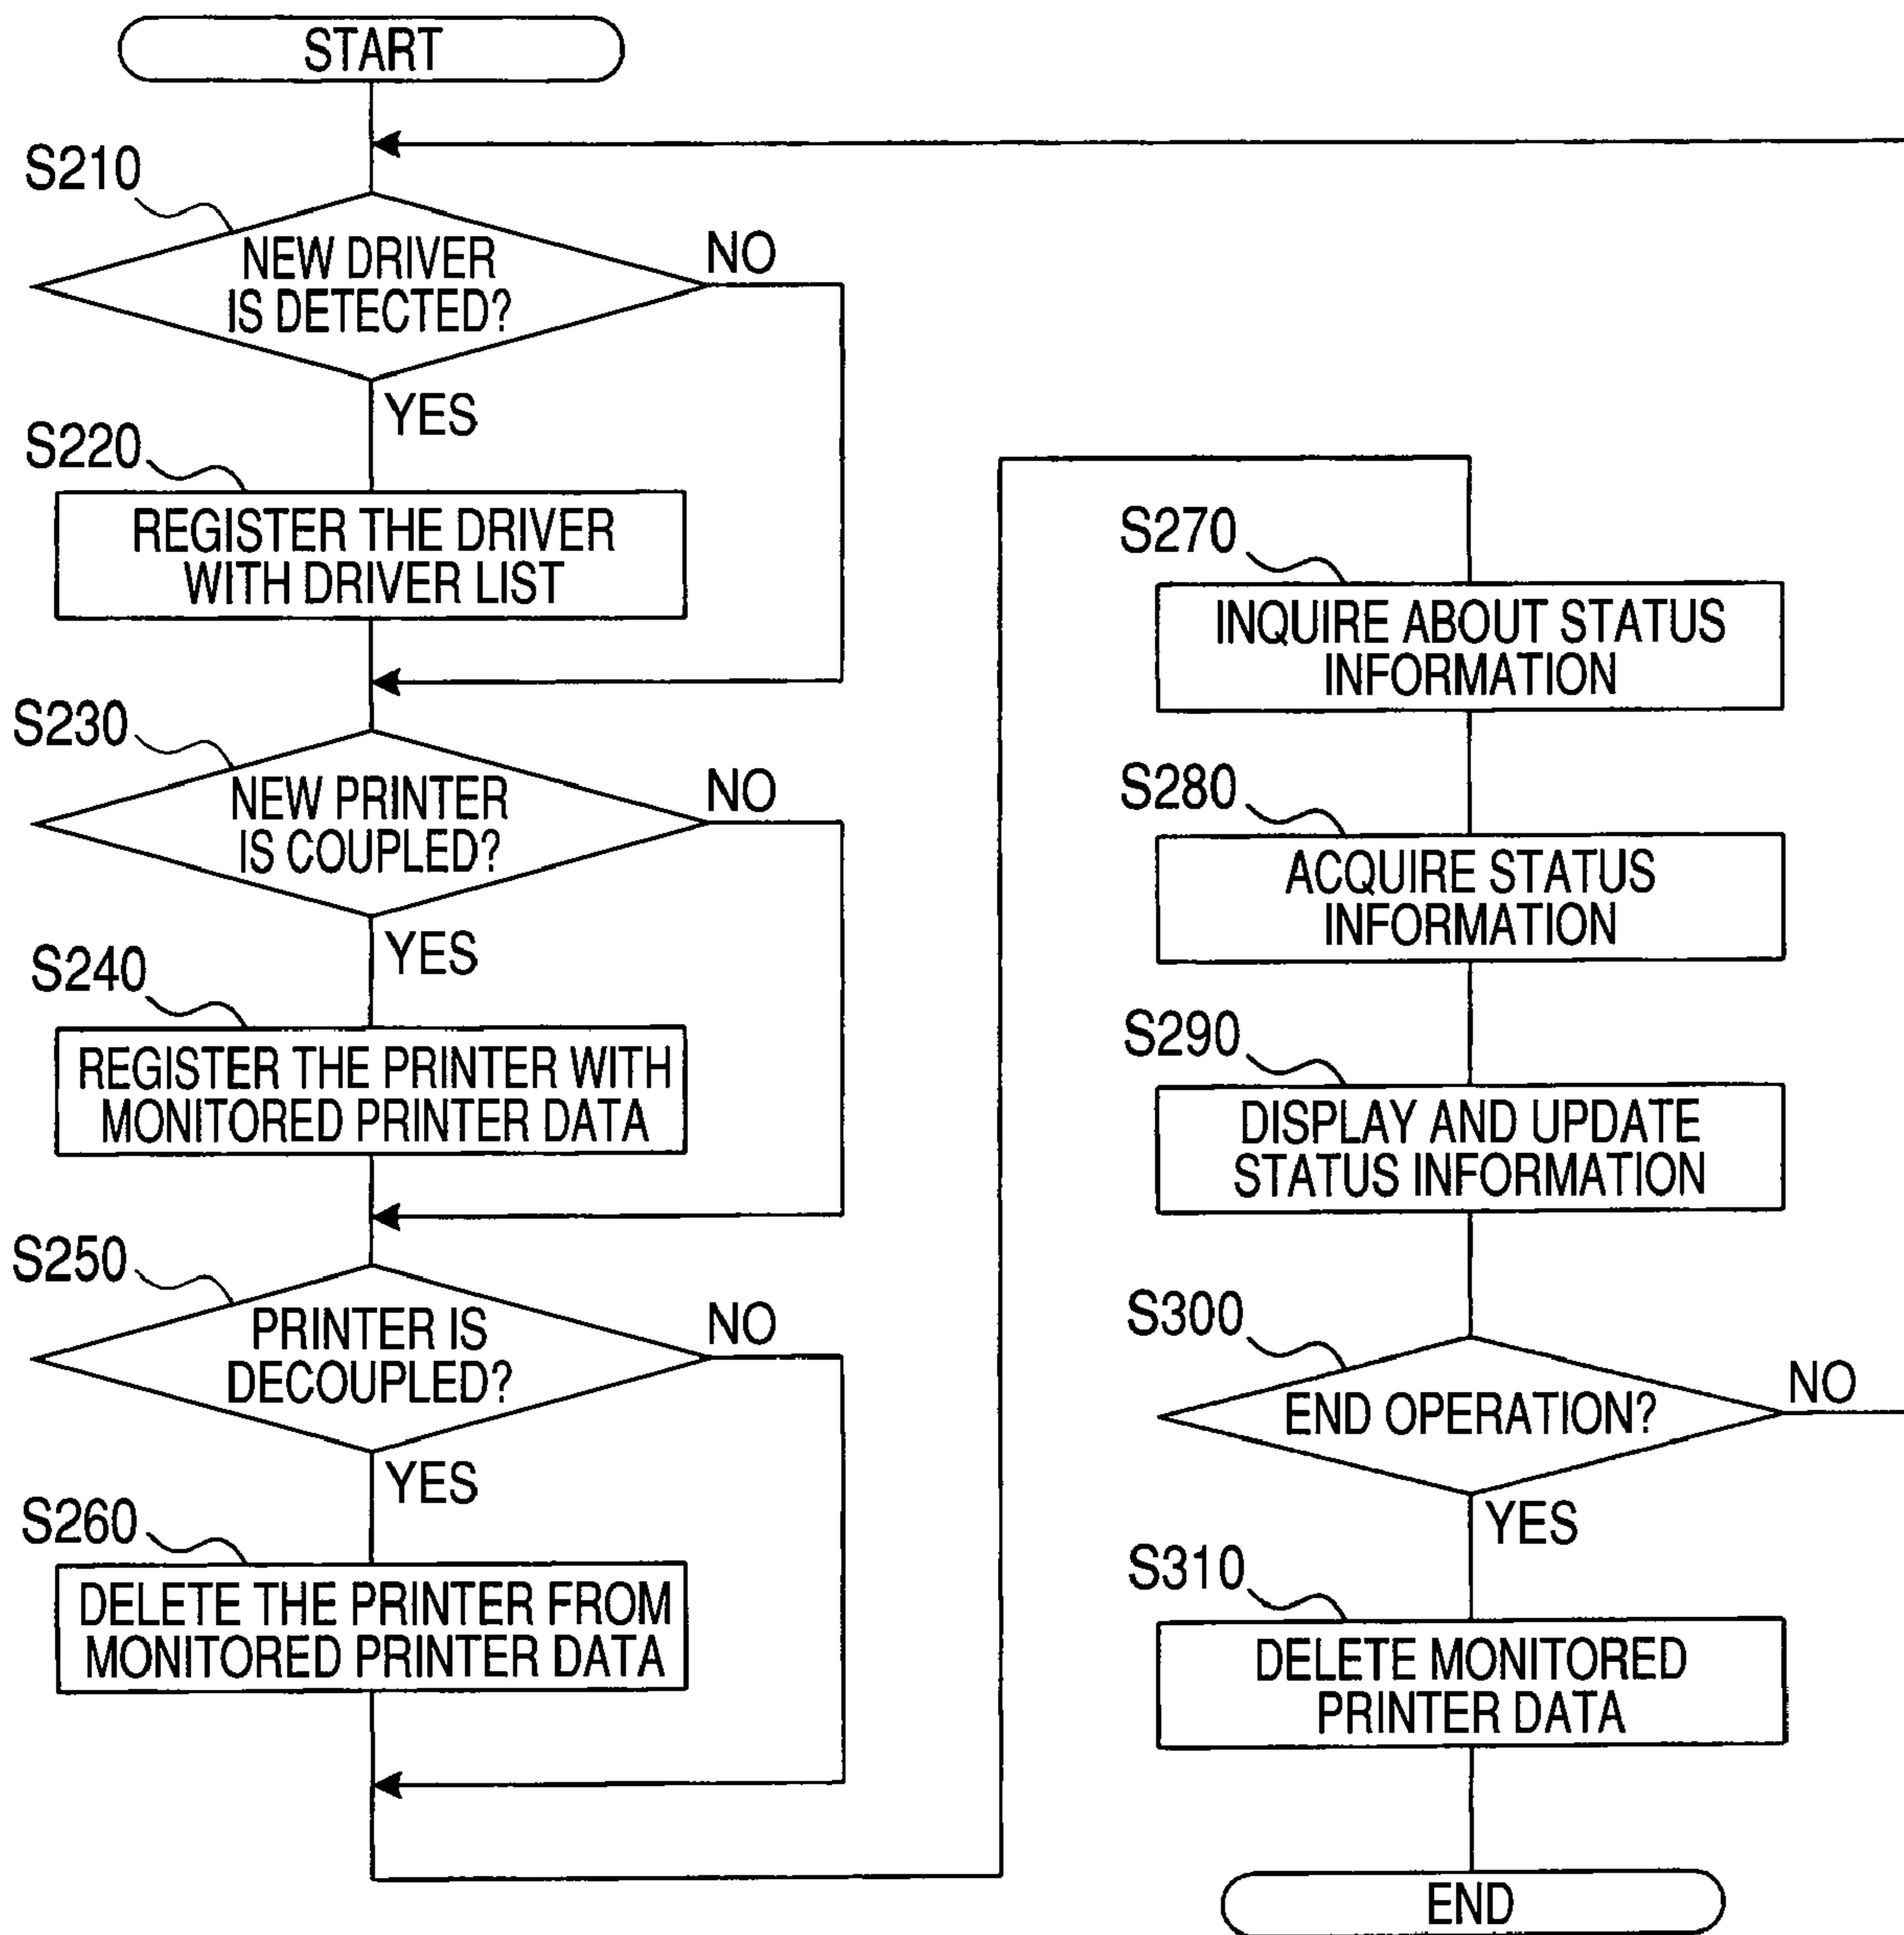 START
S210
NEW DRIVER
IS DETECTED?
NO
YES
S220
REGISTER THE DRIVER
WITH DRIVER LIST
S230
NEW PRINTER
IS COUPLED?
NO
YES
S240
REGISTER THE PRINTER WITH
MONITORED PRINTER DATA
S250
PRINTER IS
DECOUPLED?
NO
YES
S260
DELETE THE PRINTER FROM
MONITORED PRINTER DATA
S270
INQUIRE ABOUT STATUS
INFORMATION
S280
ACQUIRE STATUS
INFORMATION
S290
DISPLAY AND UPDATE
STATUS INFORMATION
S300
END OPERATION?
NO
YES
S310
DELETE MONITORED
PRINTER DATA
END